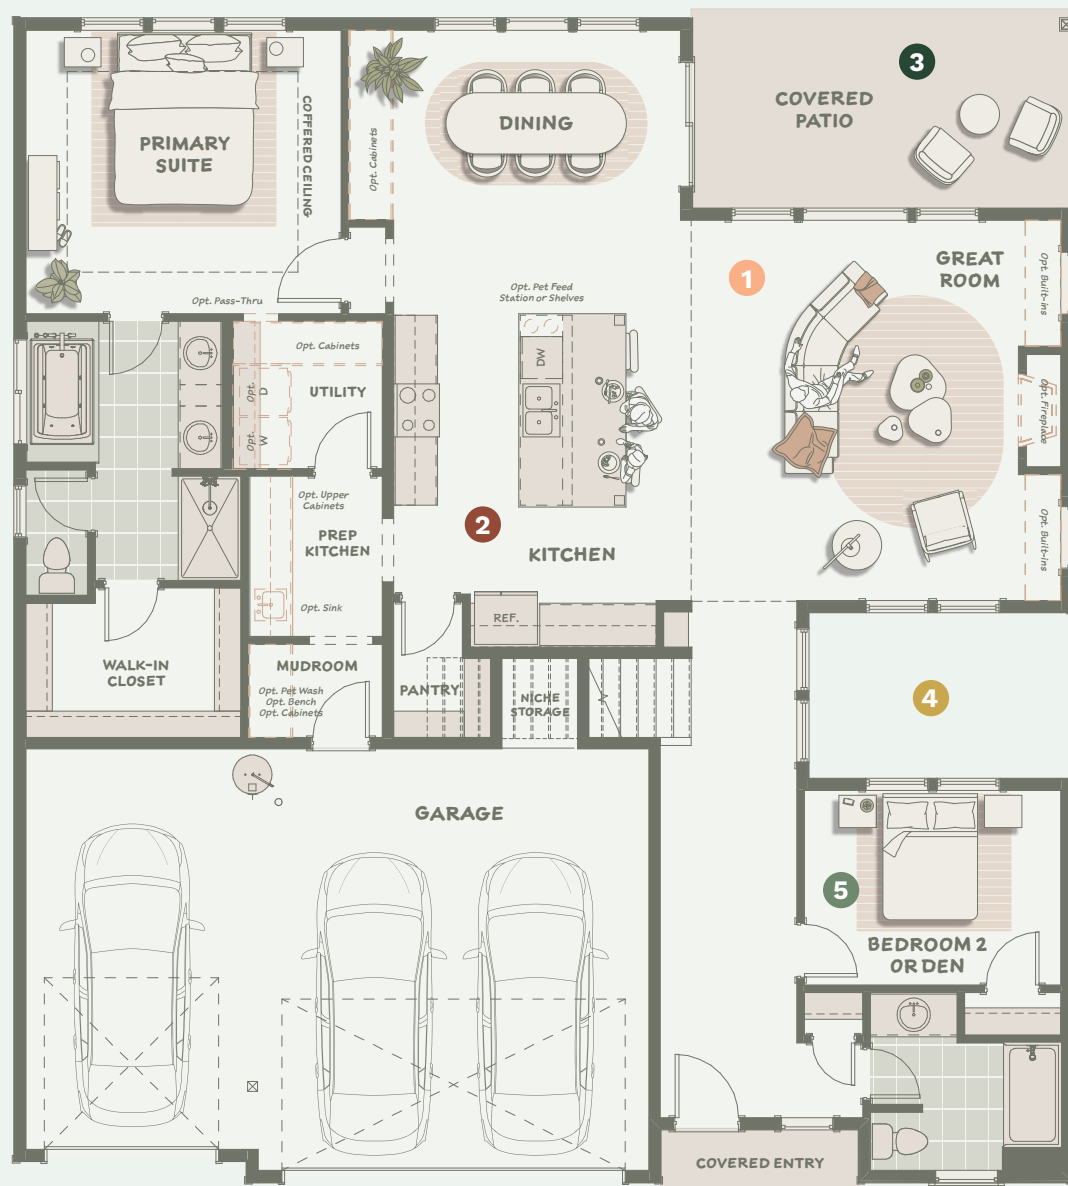 3
COVERED
PATIO
PRIMARY
SUITE
COFFERED CEILING
Opt. Cabinets
DINING
1
GREAT
ROOM
Opt. Built-ins
Opt. Pet Feed
Station or Shelves
Opt. Pass-Thru
Opt. Cabinets
UTILITY
Opt.
D
Opt.
W
DW
Opt. Fireplace
Opt. Upper
Cabinets
PREP
KITCHEN
2
KITCHEN
Opt. Built-ins
Opt. Sink
REF.
WALK-IN
CLOSET
MUDROOM
Opt. Pet Wash
Opt. Bench
Opt. Cabinets
PANTRY
NICHE
STORAGE
4
GARAGE
5
BEDROOM 2
OR DEN
COVERED ENTRY